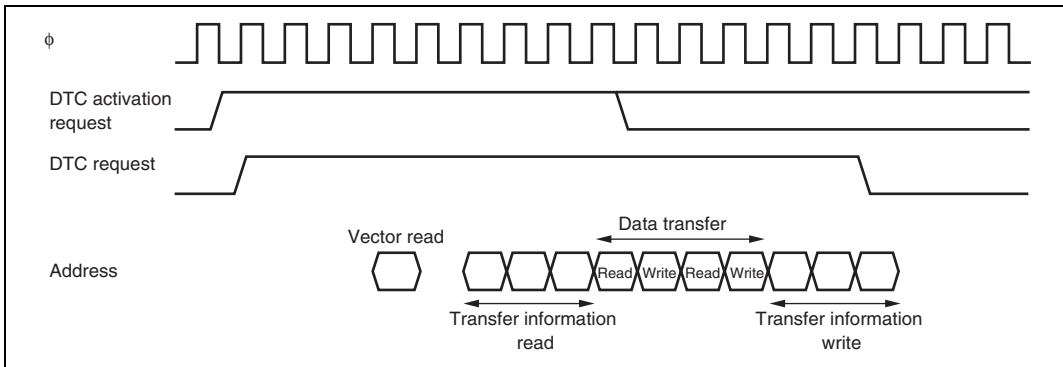 ϕ
DTC activation
request
DTC request
Data transfer
Vector read
Address
Read Write Read Write
Transfer information
read
Transfer information
write